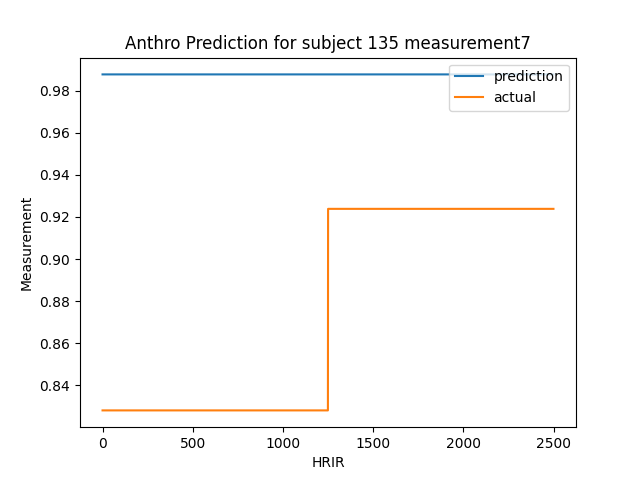 Anthro Prediction for subject 135 measurement7
prediction
actual
0.98
0.96
0.94
0.92
0.90
0.88
0.86
0.84
Measurement
0 500 1000 1500 2000 2500
HRIR